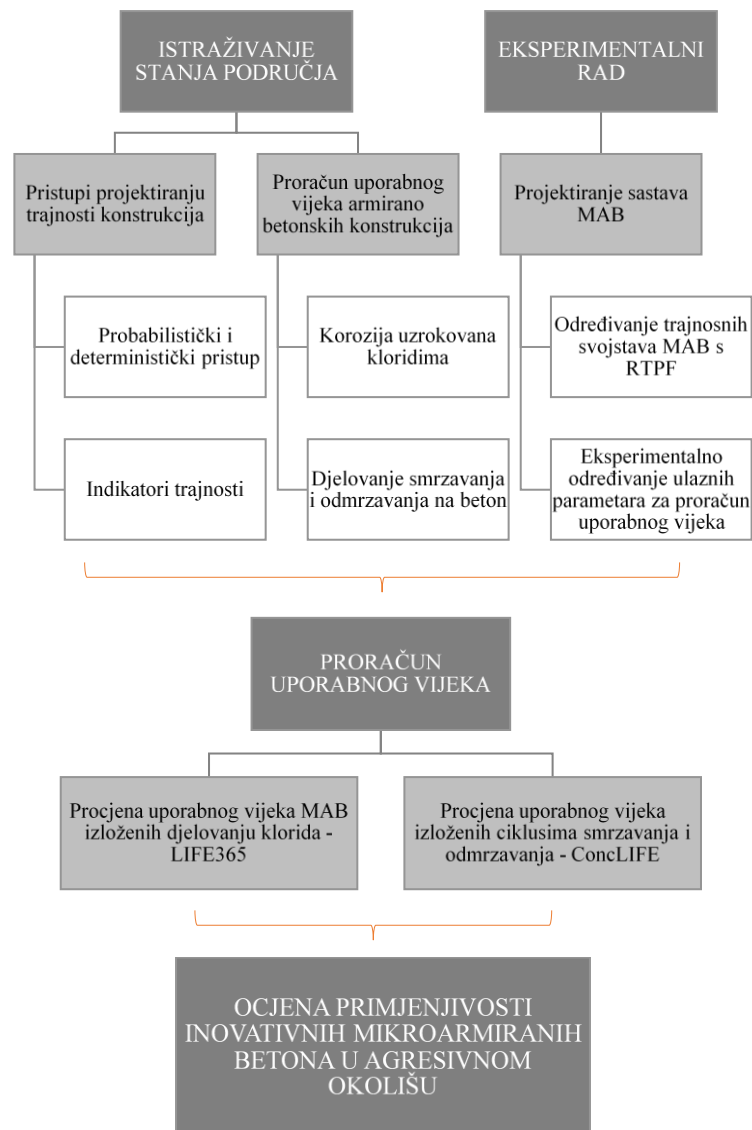 ISTRAŽIVANJE
STANJA PODRUČJA
EKSPERIMENTALNI
RAD
Pristupi projektiranju
trajnosti konstrukcija
Proračun uporabnog
vijeka armirano
betonskih konstrukcija
Projektiranje sastava
MAB
Probabilistički i
deterministički pristup
Korozija uzrokovana
kloridima
Određivanje trajnosnih
svojstava MAB s
RTPF
Indikatori trajnosti
Djelovanje smrzavanja
i odmrzavanja na beton
Eksperimentalno
određivanje ulaznih
parametara za proračun
uporabnog vijeka
PRORAČUN
UPORABNOG VIJEKA
Procjena uporabnog vijeka MAB
izloženih djelovanju klorida -
LIFE365
Procjena uporabnog vijeka
izloženih ciklusima smrzavanja i
odmrzavanja - ConcLIFE
OCJENA PRIMJENJIVOSTI
INOVATIVNIH MIKROARMIRANIH
BETONA U AGRESIVNOM
OKOLIŠU